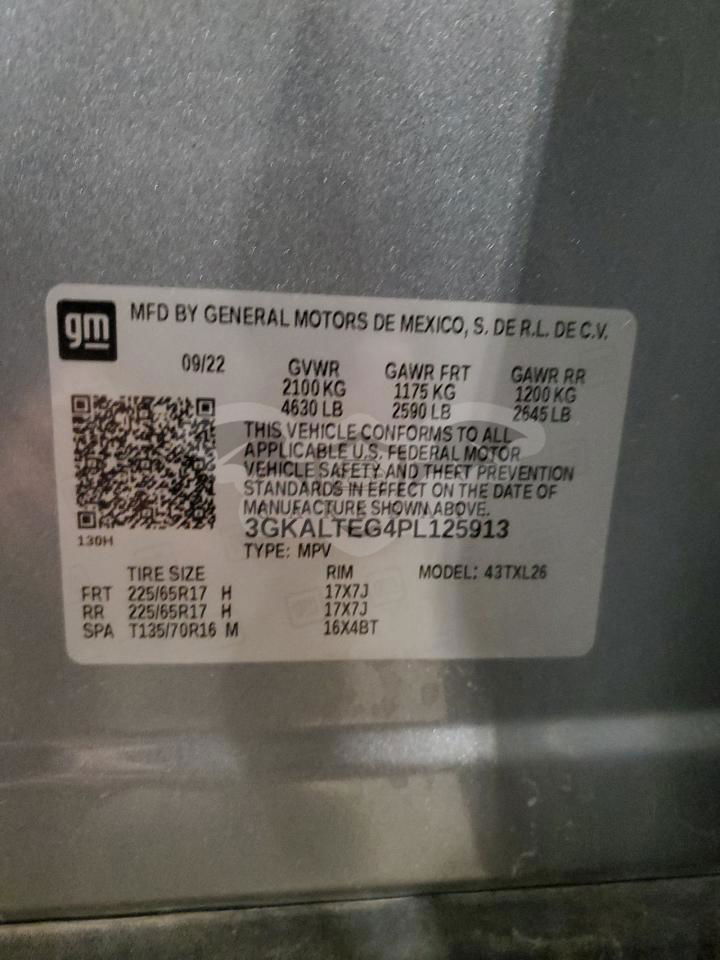 gm
MFD BY GENERAL MOTORS DE MEXICO, S. DE R.L. DE C.V.
09/22 GVWR GAWR FRT GAWR RR
2100 KG 1175 KG 1200 KG
4630 LB 2590 LB 2645 LB
THIS VEHICLE CONFORMS TO ALL
APPLICABLE U.S. FEDERAL MOTOR
VEHICLE SAFETY AND THEFT PREVENTION
STANDARDS IN EFFECT ON THE DATE OF
MANUFACTURE SHOWN ABOVE.
3GKALTEG4PL125913
130H
TYPE: MPV
TIRE SIZE RIM MODEL: 43TXL26
FRT 225/65R17 H 17X7J
RR 225/65R17 H 17X7J
SPA T135/70R16 M 16X4BT